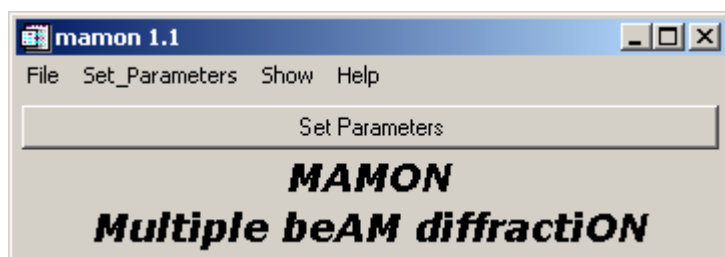 mamon 1.1
File Set_Parameters Show Help
Set Parameters
MAMON
Multiple beAM diffractiON